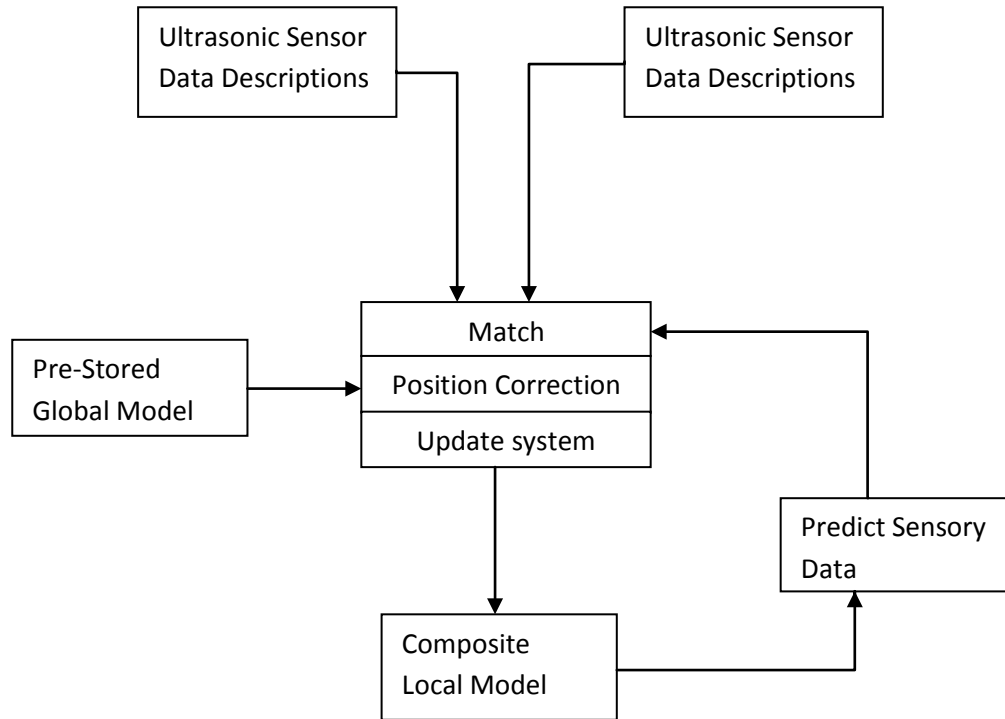 Ultrasonic Sensor
Data Descriptions
Ultrasonic Sensor
Data Descriptions
Match
Pre-Stored
Global Model
Position Correction
Update system
Predict Sensory
Data
Composite
Local Model